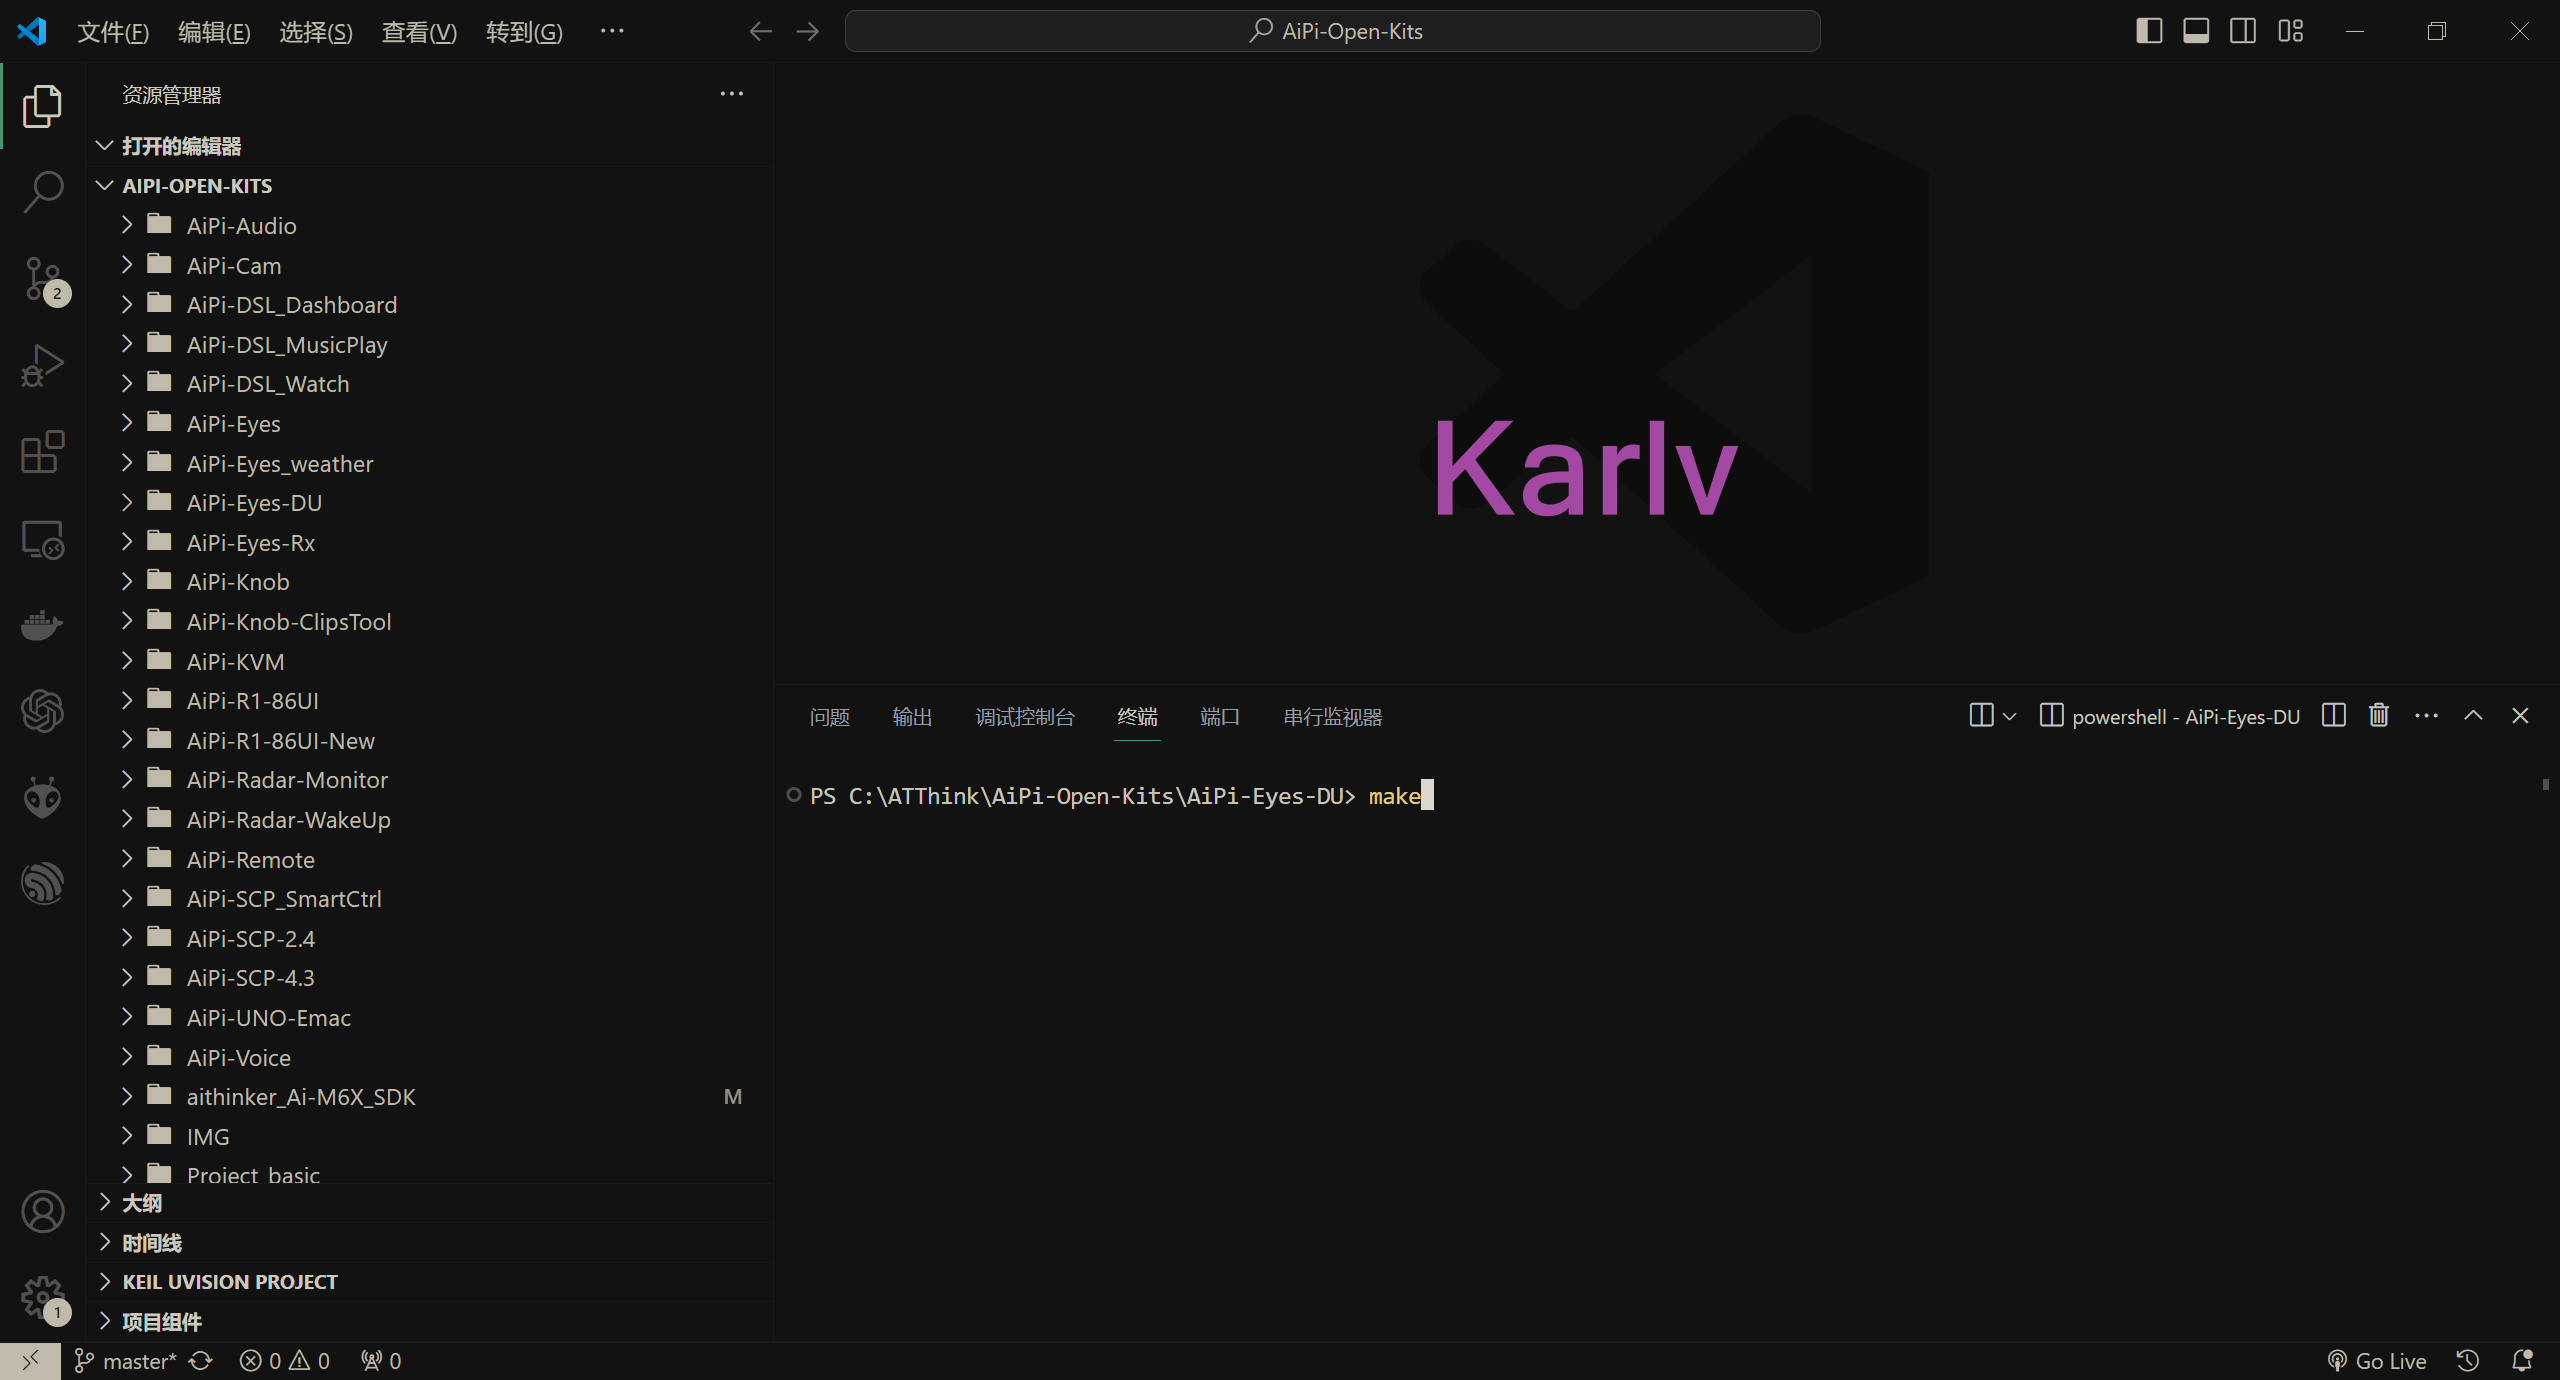 文件(F) 编辑(E) 选择(S) 查看(V) 转到(G) ··· AiPi-Open-Kits
资源管理器
打开的编辑器
AIPI-OPEN-KITS
AiPi-Audio
AiPi-Cam
AiPi-DSL_Dashboard
AiPi-DSL_MusicPlay
AiPi-DSL_Watch
AiPi-Eyes
AiPi-Eyes_weather
AiPi-Eyes-DU
AiPi-Eyes-Rx
AiPi-Knob
AiPi-Knob-ClipsTool
AiPi-KVM
AiPi-R1-86UI
AiPi-R1-86UI-New
AiPi-Radar-Monitor
AiPi-Radar-WakeUp
AiPi-Remote
AiPi-SCP_SmartCtrl
AiPi-SCP-2.4
AiPi-SCP-4.3
AiPi-UNO-Emac
AiPi-Voice
aithinker_Ai-M6X_SDK M
IMG
Project_basic
大纲
时间线
KEIL UVISION PROJECT
项目组件
2
1
Karlv
问题 输出 调试控制台 终端 端口 串行监视器 powershell - AiPi-Eyes-DU
PS C:\ATThink\AiPi-Open-Kits\AiPi-Eyes-DU> make
master* 0 0 0 Go Live